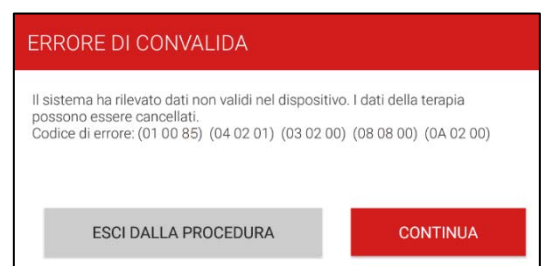 ERRORE DI CONVALIDA
Il sistema ha rilevato dati non validi nel dispositivo. I dati della terapia
possono essere cancellati.
Codice di errore: (01 00 85) (04 02 01) (03 02 00) (08 08 00) (0A 02 00)
ESCI DALLA PROCEDURA
CONTINUA